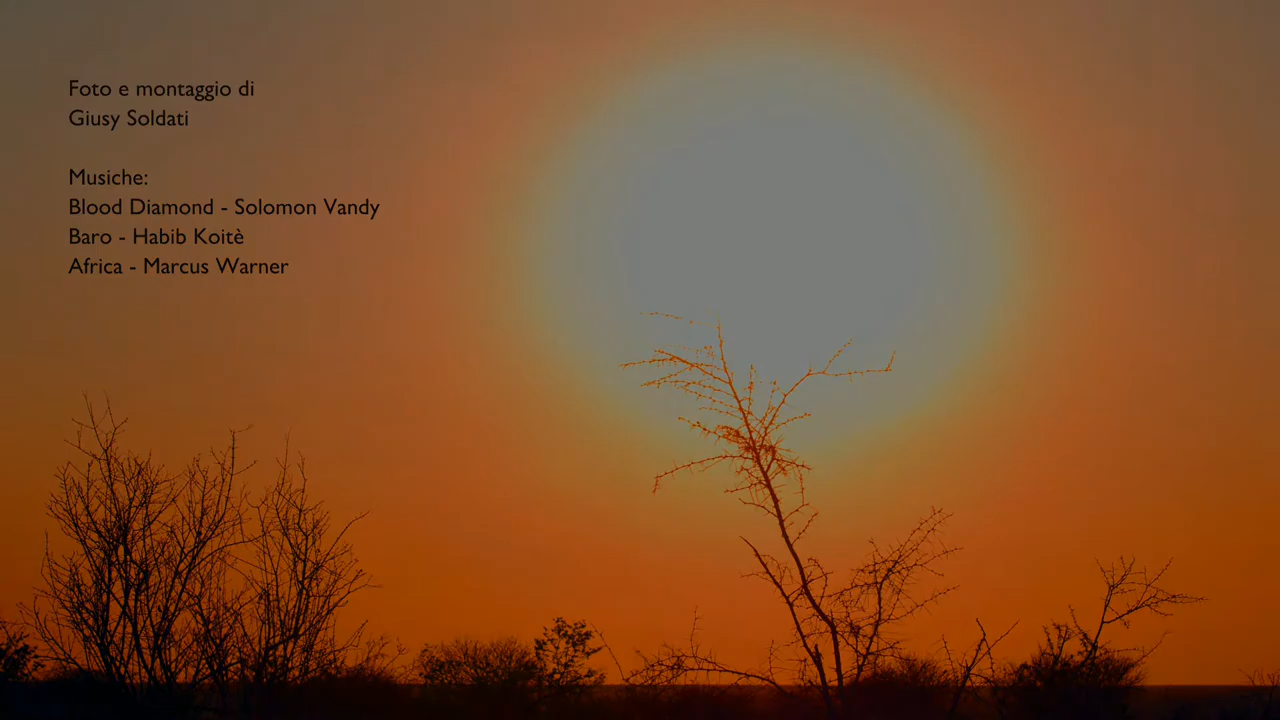 Foto e montaggio di
Giusy Soldati
Musiche:
Blood Diamond - Solomon Vandy
Baro - Habib Koitè
Africa - Marcus Warner